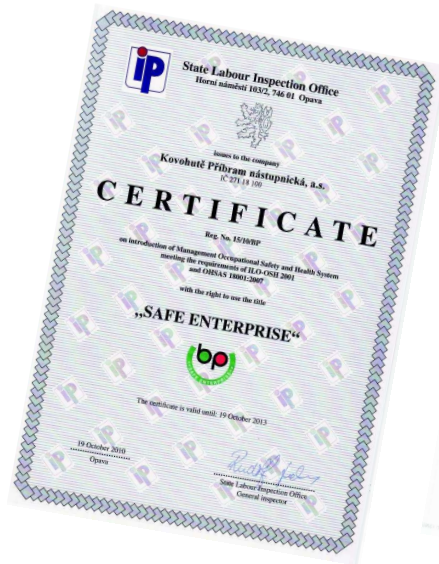 ip
State Labour Inspection Office
Horní náměstí 103/2, 746 01 Opava
issues to the company
Kovohutě Příbram nástupnická, a.s.
IČ 271 18 100
CERTIFICATE
Reg. No. 15/10/BP
on introduction of Management Occupational Safety and Health System
meeting the requirements of ILO-OSH 2001
and OHSAS 18001:2007
with the right to use the title
„SAFE ENTERPRISE“
bp
The certificate is valid until: 19 October 2013
19 October 2010
Opava
State Labour Inspection Office
General inspector